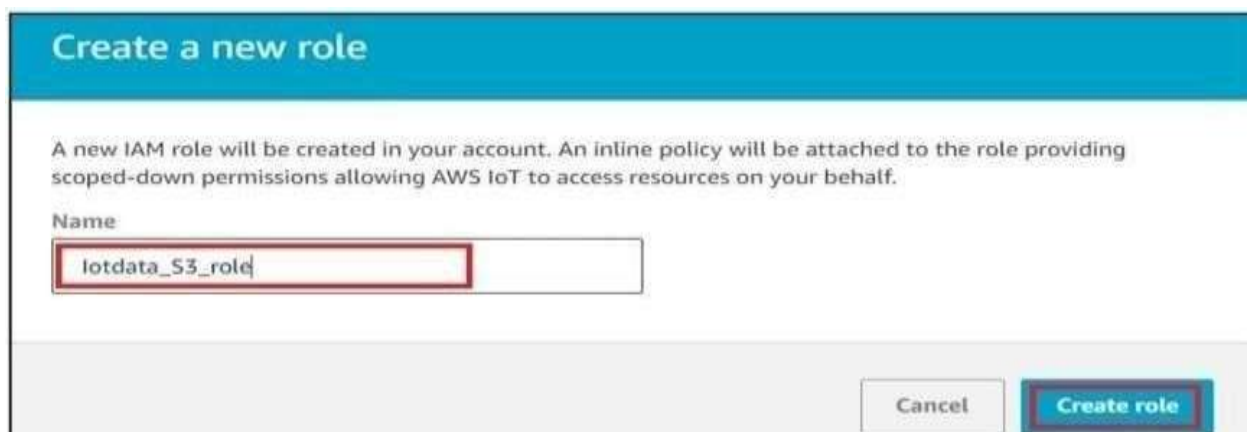 Create a new role
A new IAM role will be created in your account. An inline policy will be attached to the role providing
scoped-down permissions allowing AWS IoT to access resources on your behalf.
Name
Iotdata_S3_role
Cancel
Create role